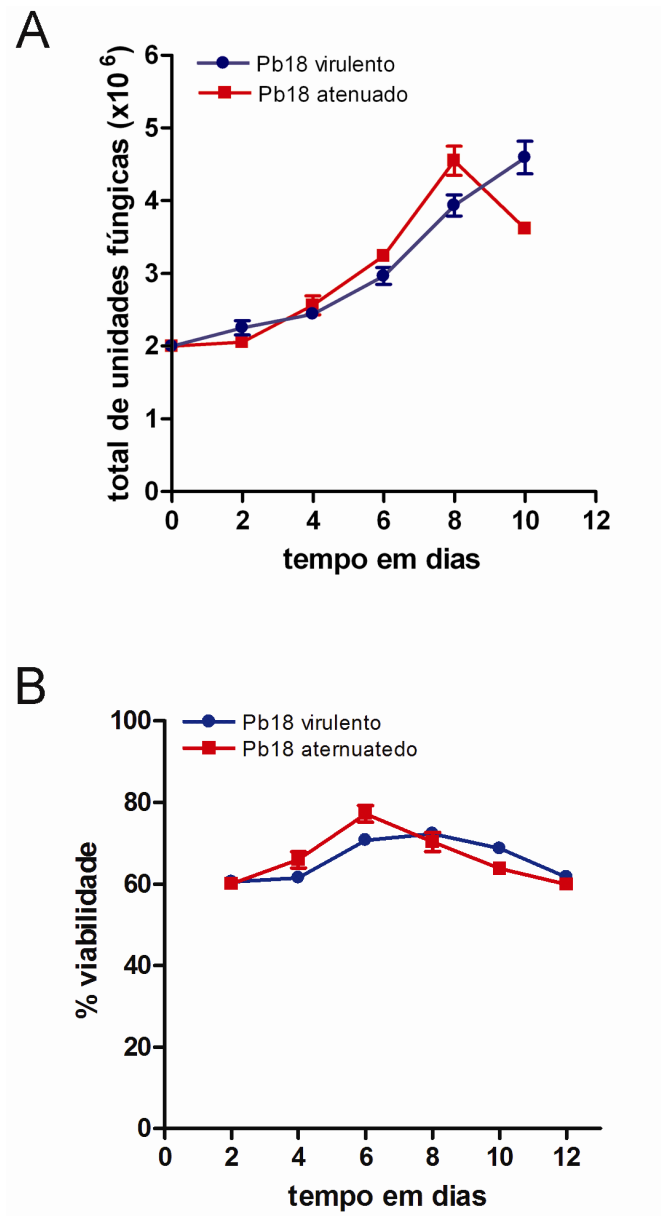 A
total de unidades fúngicas (x10⁶)
6
5
4
3
2
1
0
Pb18 virulento
Pb18 atenuado
0 2 4 6 8 10 12
tempo em dias
B
% viabilidade
100
80
60
40
20
0
Pb18 virulento
Pb18 aternuatedo
0 2 4 6 8 10 12
tempo em dias